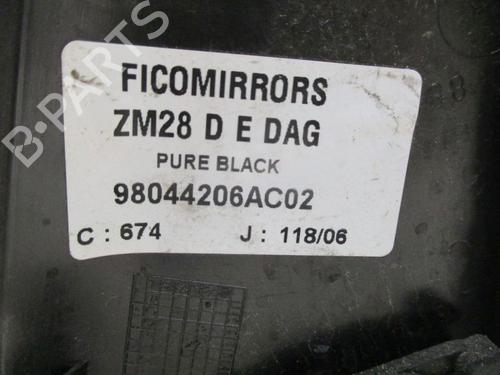 B-PARTS
FICOMIRRORS
ZM28 D E DAG
PURE BLACK
98044206AC02
C : 674 J : 118/06